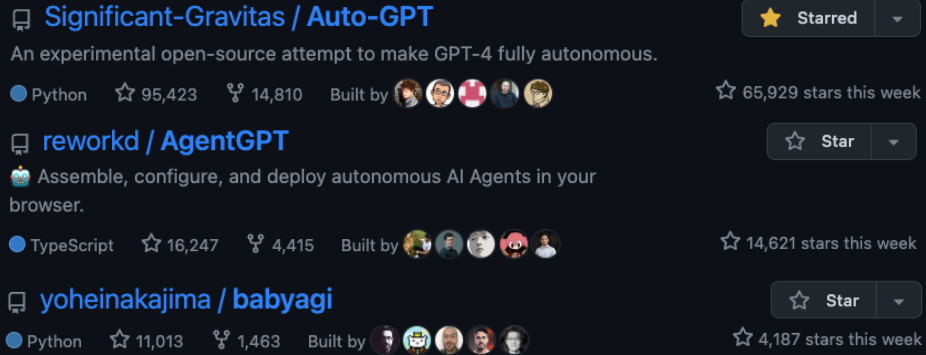 Significant-Gravitas / Auto-GPT
Starred
An experimental open-source attempt to make GPT-4 fully autonomous.
Python 95,423 14,810 Built by 65,929 stars this week
reworkd / AgentGPT
Star
Assemble, configure, and deploy autonomous AI Agents in your
browser.
TypeScript 16,247 4,415 Built by 14,621 stars this week
yoheinakajima / babyagi
Star
Python 11,013 1,463 Built by 4,187 stars this week